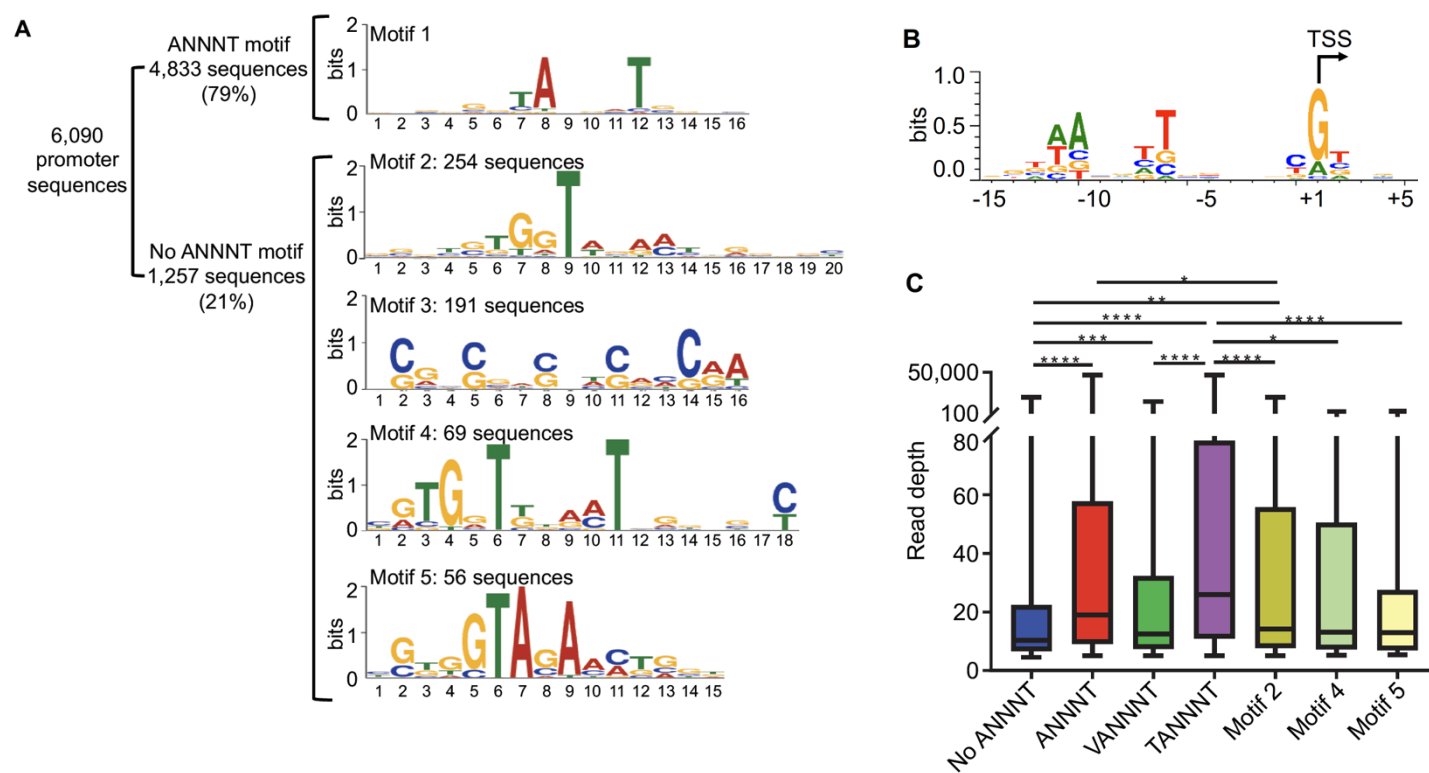 A
ANNNT motif
4,833 sequences
(79%)
6,090
promoter
sequences
No ANNNT motif
1,257 sequences
(21%)
Motif 1
bits
2
1
0
1 2 3 4 5 6 7 8 9 10 11 12 13 14 15 16
Motif 2: 254 sequences
bits
2
1
0
1 2 3 4 5 6 7 8 9 10 11 12 13 14 15 16 17 18 19 20
Motif 3: 191 sequences
bits
2
1
0
1 2 3 4 5 6 7 8 9 10 11 12 13 14 15 16
Motif 4: 69 sequences
bits
2
1
0
1 2 3 4 5 6 7 8 9 10 11 12 13 14 15 16 17 18
Motif 5: 56 sequences
bits
2
1
0
1 2 3 4 5 6 7 8 9 10 11 12 13 14 15
B
TSS
bits
1.0
0.5
0.0
-15 -10 -5 +1 +5
C
*
**
**** ****
*** *
**** **** ****
Read depth
50,000
100
80
60
40
20
0
No ANNNT
ANNNT
VANNNT
TANNNT
Motif 2
Motif 4
Motif 5